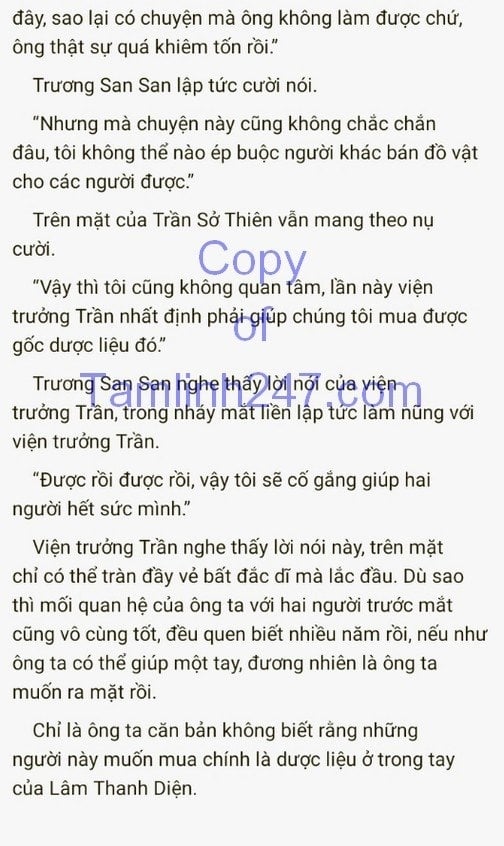 đây, sao lại có chuyện mà ông không làm được chứ,
ông thật sự quá khiêm tốn rồi.”
Trương San San lập tức cười nói.
“Nhưng mà chuyện này cũng không chắc chắn
đâu, tôi không thể nào ép buộc người khác bán đồ vật
cho các người được.”
Trên mặt của Trần Sở Thiên vẫn mang theo nụ
cười.
Copy
“Vậy thì tôi cũng không quan tâm, lần này viện
trưởng Trần nhất định phải giúp chúng tôi mua được
of
gốc dược liệu đó.”
Trương San San nghe thấy lời nói của viện
Tamlinh247.com
trưởng Trần, trong nháy mắt liền lập tức làm nũng với
viện trưởng Trần.
“Được rồi được rồi, vậy tôi sẽ cố gắng giúp hai
người hết sức mình.”
Viện trưởng Trần nghe thấy lời nói này, trên mặt
chỉ có thể tràn đầy vẻ bất đắc dĩ mà lắc đầu. Dù sao
thì mối quan hệ của ông ta với hai người trước mắt
cũng vô cùng tốt, đều quen biết nhiều năm rồi, nếu như
ông ta có thể giúp một tay, đương nhiên là ông ta
muốn ra mặt rồi.
Chỉ là ông ta căn bản không biết rằng những
người này muốn mua chính là dược liệu ở trong tay
của Lâm Thanh Diện.